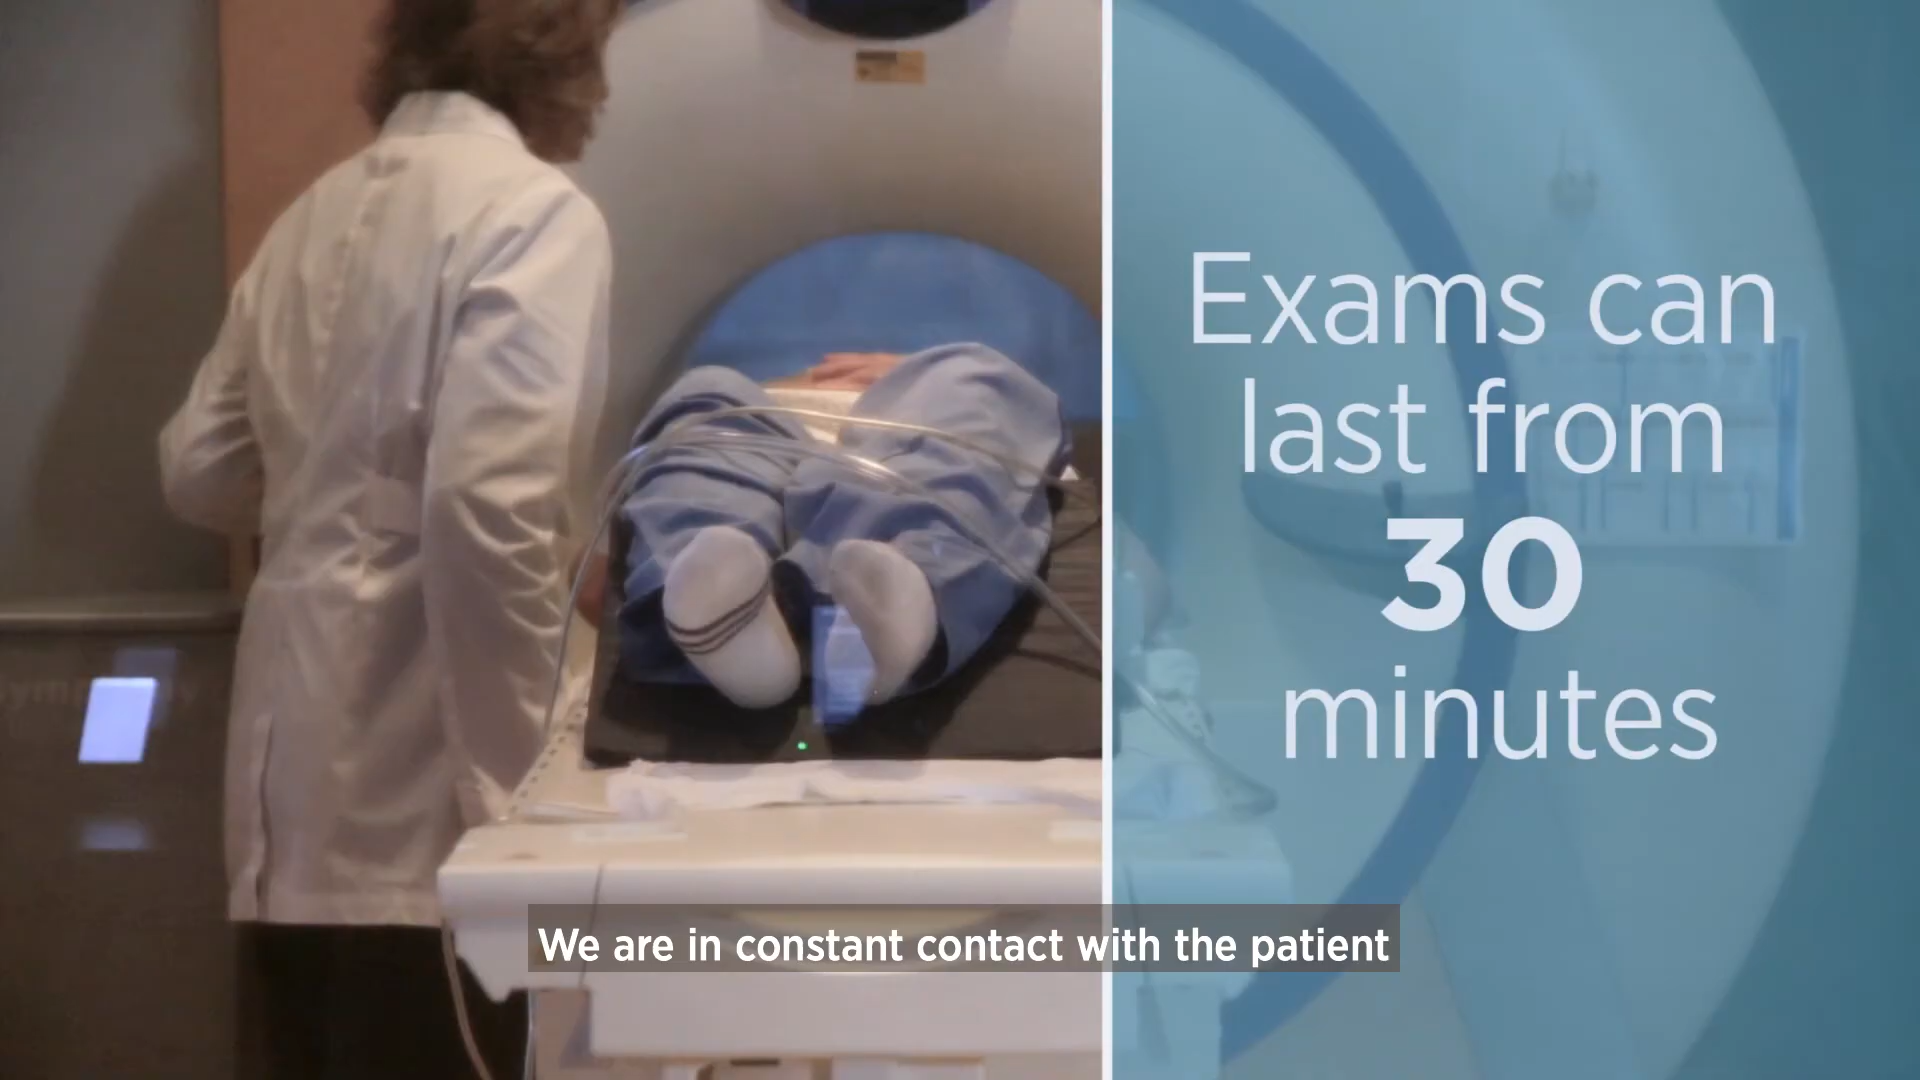 Exams can
last from
30
minutes
We are in constant contact with the patient